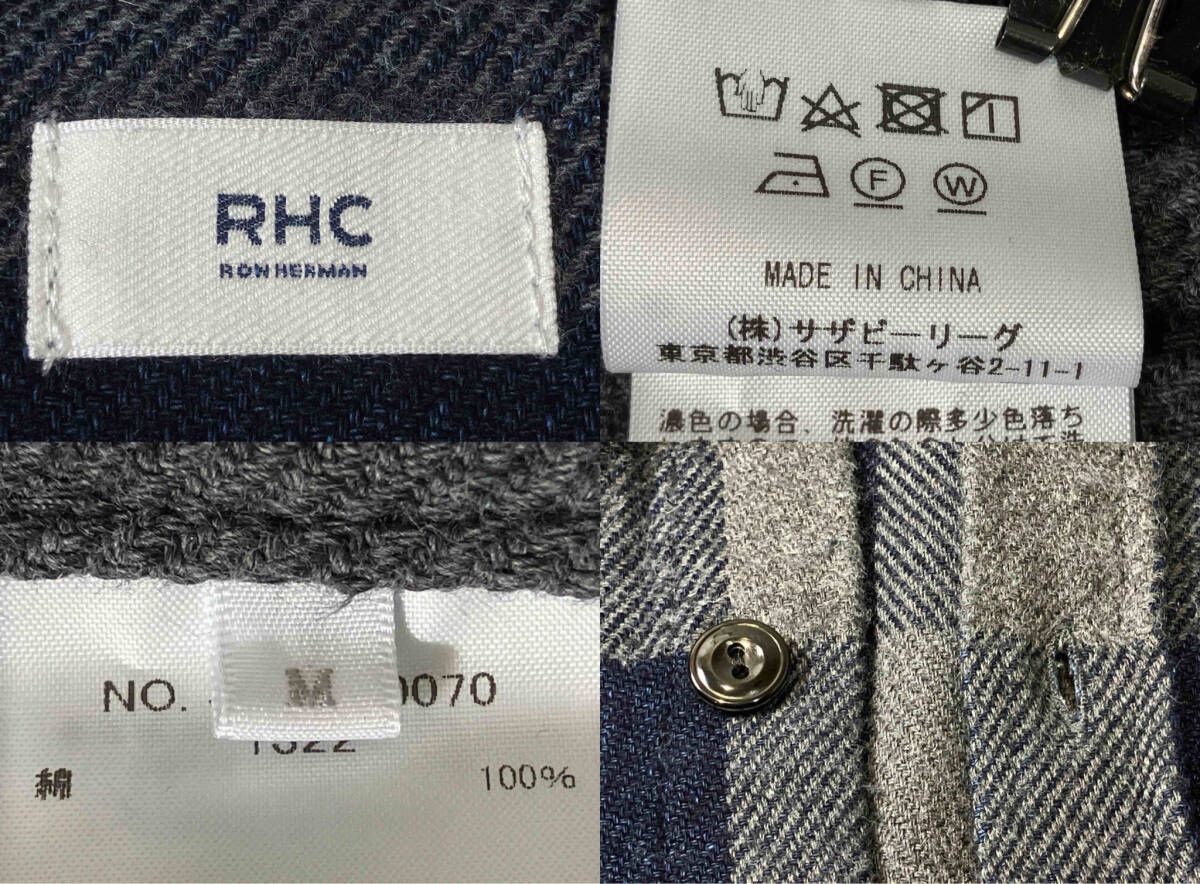 RHC
RON HERMAN
F W
MADE IN CHINA
(株)サザビーリーグ
東京都渋谷区千駄ヶ谷2-11-1
濃色の場合、洗濯の際多少色落ち
M
NO. 0070
1322
綿 100%